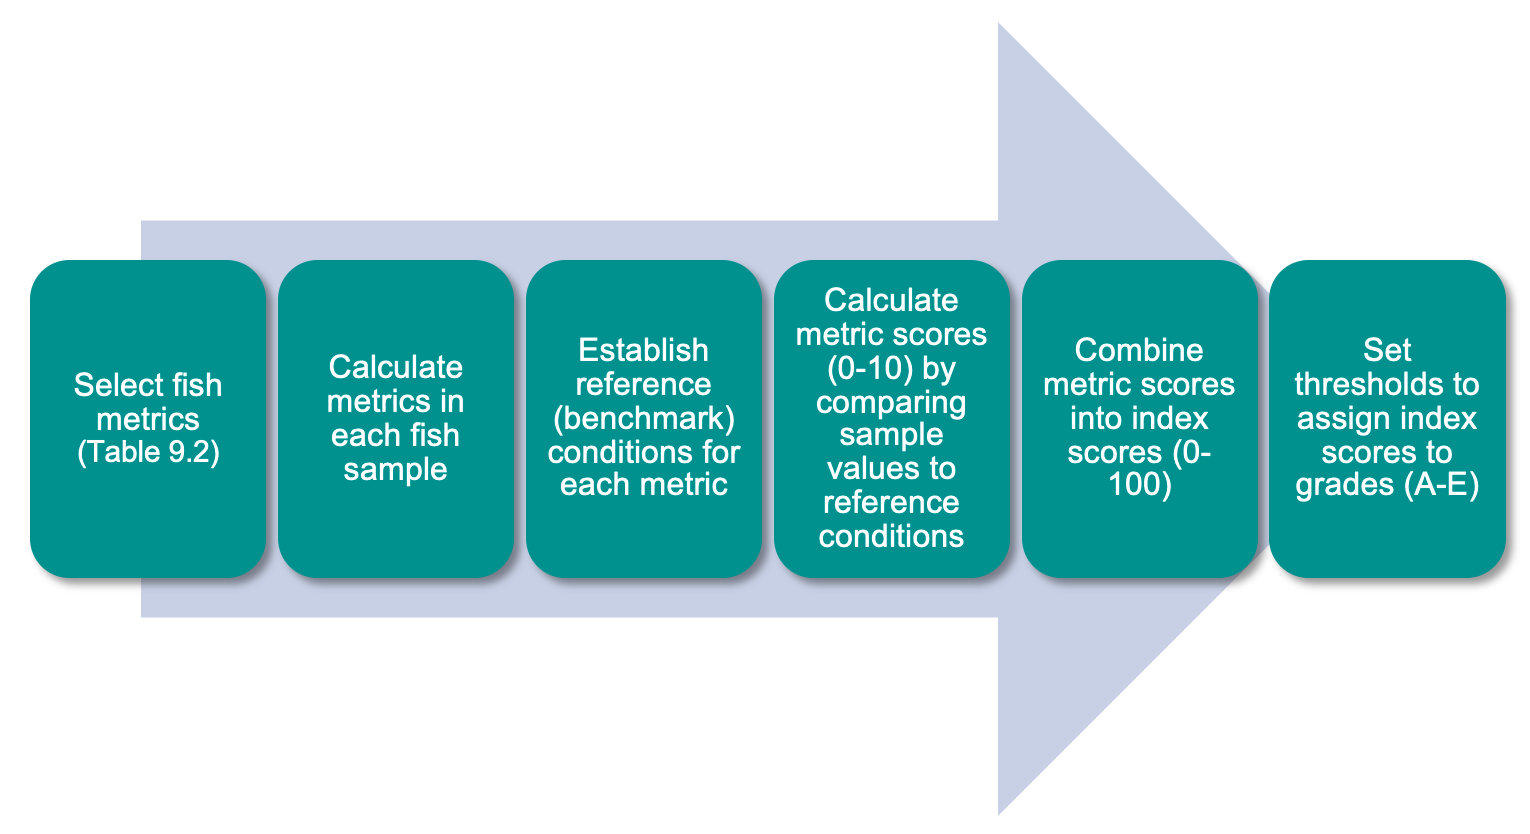 Select fish
metrics
(Table 9.2)
Calculate
metrics in
each fish
sample
Establish
reference
(benchmark)
conditions for
each metric
Calculate
metric scores
(0-10) by
comparing
sample
values to
reference
conditions
Combine
metric scores
into index
scores (0-
100)
Set
thresholds to
assign index
scores to
grades (A-E)